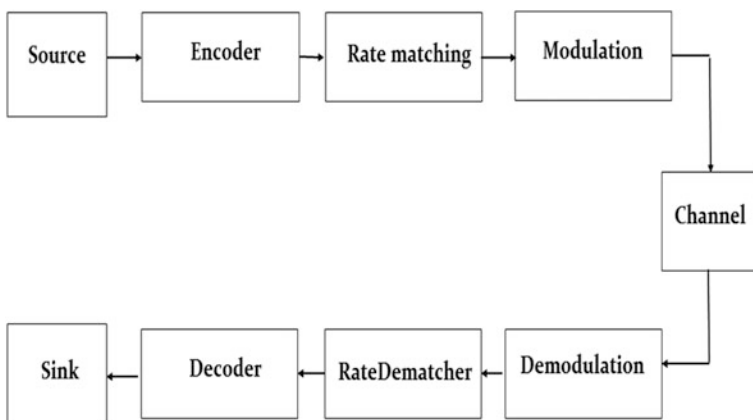 Source
Encoder
Rate matching
Modulation
Channel
Demodulation
RateDematcher
Decoder
Sink